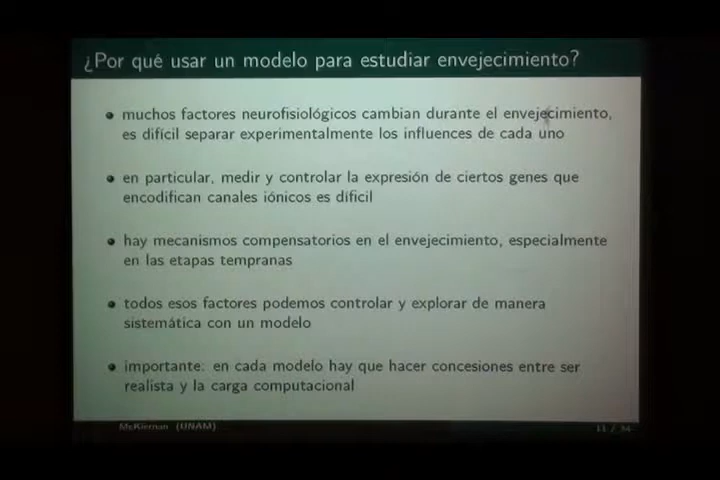 ¿Por qué usar un modelo para estudiar envejecimiento?
muchos factores neurofisiológicos cambian durante el envejecimiento,
es difícil separar experimentalmente los influences de cada uno
en particular, medir y controlar la expresión de ciertos genes que
encodifican canales iónicos es difícil
hay mecanismos compensatorios en el envejecimiento, especialmente
en las etapas tempranas
todos esos factores podemos controlar y explorar de manera
sistemática con un modelo
importante: en cada modelo hay que hacer concesiones entre ser
realista y la carga computacional
McKiernan (UNAM)
11 / 34